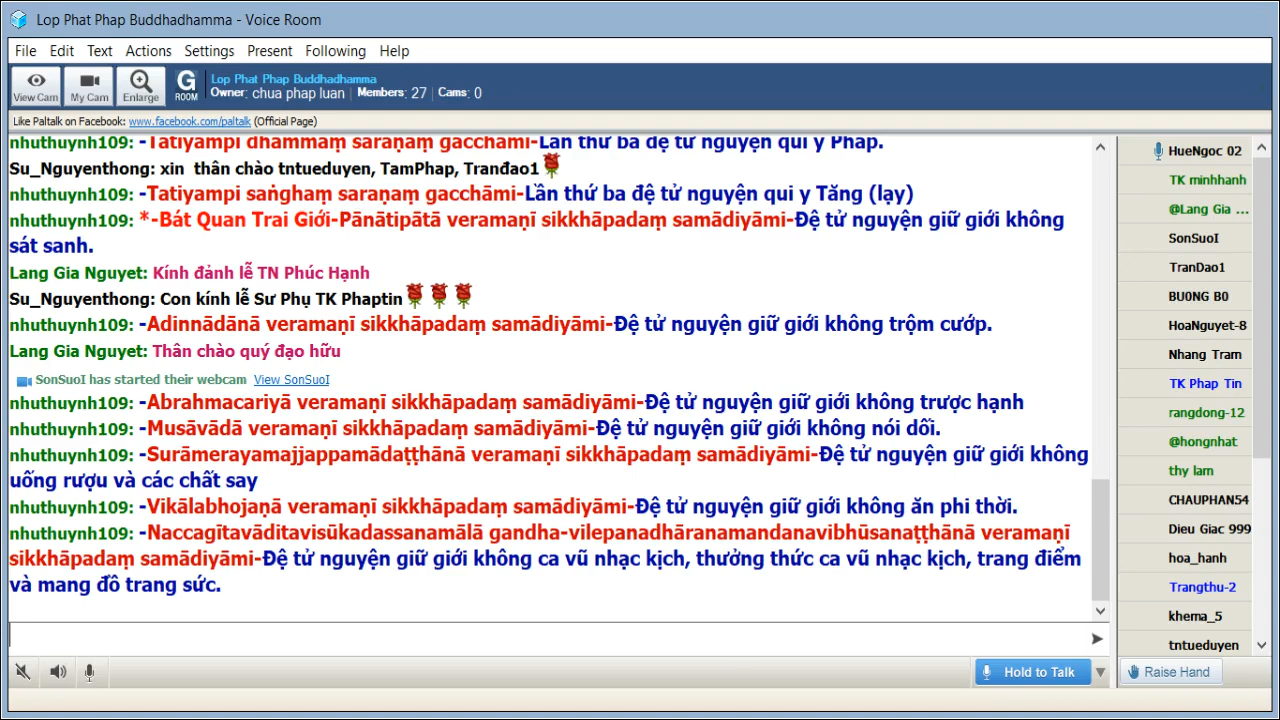 Lop Phat Phap Buddhadhamma - Voice Room
File Edit Text Actions Settings Present Following Help
View Cam My Cam Enlarge G ROOM
Lop Phat Phap Buddhadhamma
Owner: chua phap luan Members: 27 Cams: 0
Like Paltalk on Facebook: www.facebook.com/paltalk (Official Page)
nhuthuynh109: -Tatiyampi dhammaṃ saraṇaṃ gacchāmi-Lần thứ ba đệ tử nguyện qui y Pháp.
Su_Nguyenthong: xin thân chào tntueduyen, TamPhap, Tranđao1
nhuthuynh109: -Tatiyampi saṅghaṃ saraṇaṃ gacchāmi-Lần thứ ba đệ tử nguyện qui y Tăng (lạy)
nhuthuynh109: *-Bát Quan Trai Giới-Pānātipātā veramaṇī sikkhāpadaṃ samādiyāmi-Đệ tử nguyện giữ giới không
sát sanh.
Lang Gia Nguyet: Kính đảnh lễ TN Phúc Hạnh
Su_Nguyenthong: Con kính lễ Sư Phụ TK Phaptin
nhuthuynh109: -Adinnādānā veramaṇī sikkhāpadaṃ samādiyāmi-Đệ tử nguyện giữ giới không trộm cướp.
Lang Gia Nguyet: Thân chào quý đạo hữu
SonSuoI has started their webcam View SonSuoI
nhuthuynh109: -Abrahmacariyā veramaṇī sikkhāpadaṃ samādiyāmi-Đệ tử nguyện giữ giới không trược hạnh
nhuthuynh109: -Musāvādā veramaṇī sikkhāpadaṃ samādiyāmi-Đệ tử nguyện giữ giới không nói dối.
nhuthuynh109: -Surāmerayamajjappamādaṭṭhānā veramaṇī sikkhāpadaṃ samādiyāmi-Đệ tử nguyện giữ giới không
uống rượu và các chất say
nhuthuynh109: -Vikālabhojaṇā veramaṇī sikkhāpadaṃ samādiyāmi-Đệ tử nguyện giữ giới không ăn phi thời.
nhuthuynh109: -Naccagītavāditavisūkadassanamālā gandha-vilepanadhāranamandanavibhūsanaṭṭhānā veramaṇī
sikkhāpadaṃ samādiyāmi-Đệ tử nguyện giữ giới không ca vũ nhạc kịch, thưởng thức ca vũ nhạc kịch, trang điểm
và mang đồ trang sức.
HueNgoc 02
TK minhhanh
@Lang Gia ...
SonSuoI
TranDao1
BU0NG B0
HoaNguyet-8
Nhang Tram
TK Phap Tin
rangdong-12
@hongnhat
thy lam
CHAUPHAN54
Dieu Giac 999
hoa_hanh
Trangthu-2
khema_5
tntueduyen
Hold to Talk
Raise Hand